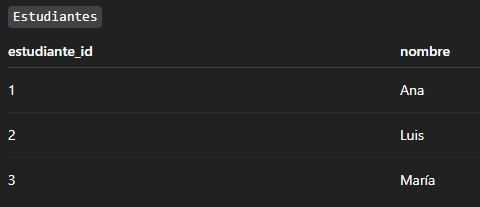 Estudiantes
estudiante_id nombre
1 Ana
2 Luis
3 María